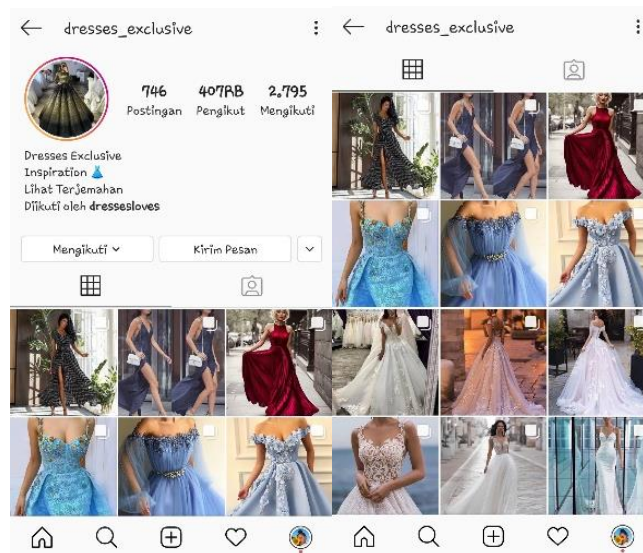 dresses_exclusive
746 407RB 2.795
Postingan Pengikut Mengikuti
Dresses Exclusive
Inspiration 👗
Lihat Terjemahan
Diikuti oleh dressesloves
Mengikuti
Kirim Pesan
dresses_exclusive